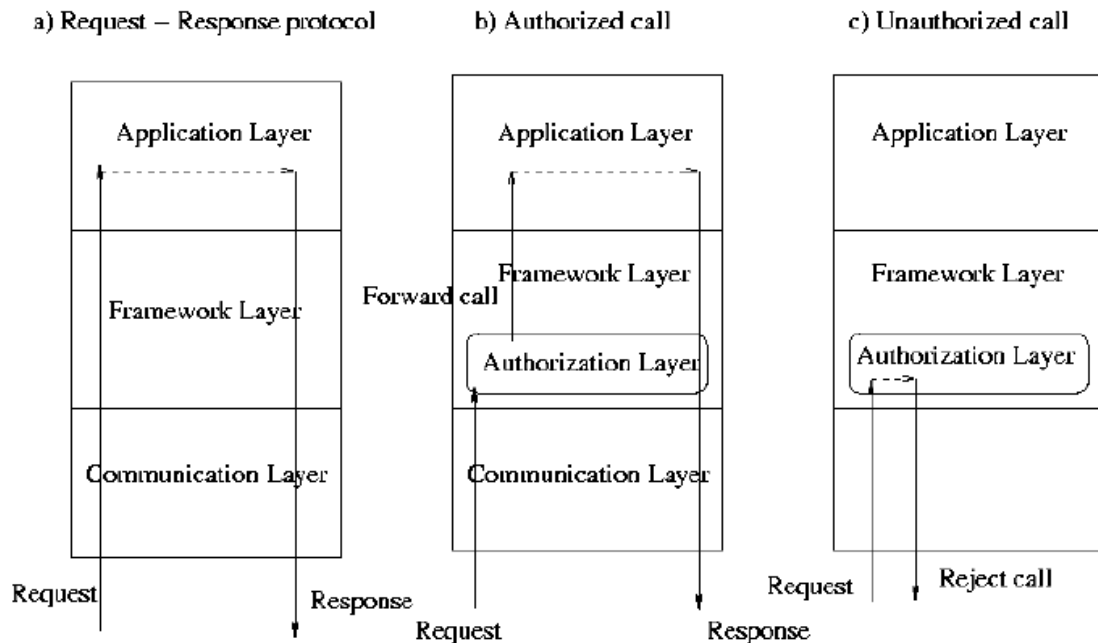 a) Request – Response protocol
b) Authorized call
c) Unauthorized call
Application Layer
Framework Layer
Communication Layer
Request
Response
Application Layer
Framework Layer
Forward call
Authorization Layer
Communication Layer
Request
Response
Application Layer
Framework Layer
Authorization Layer
Request
Reject call